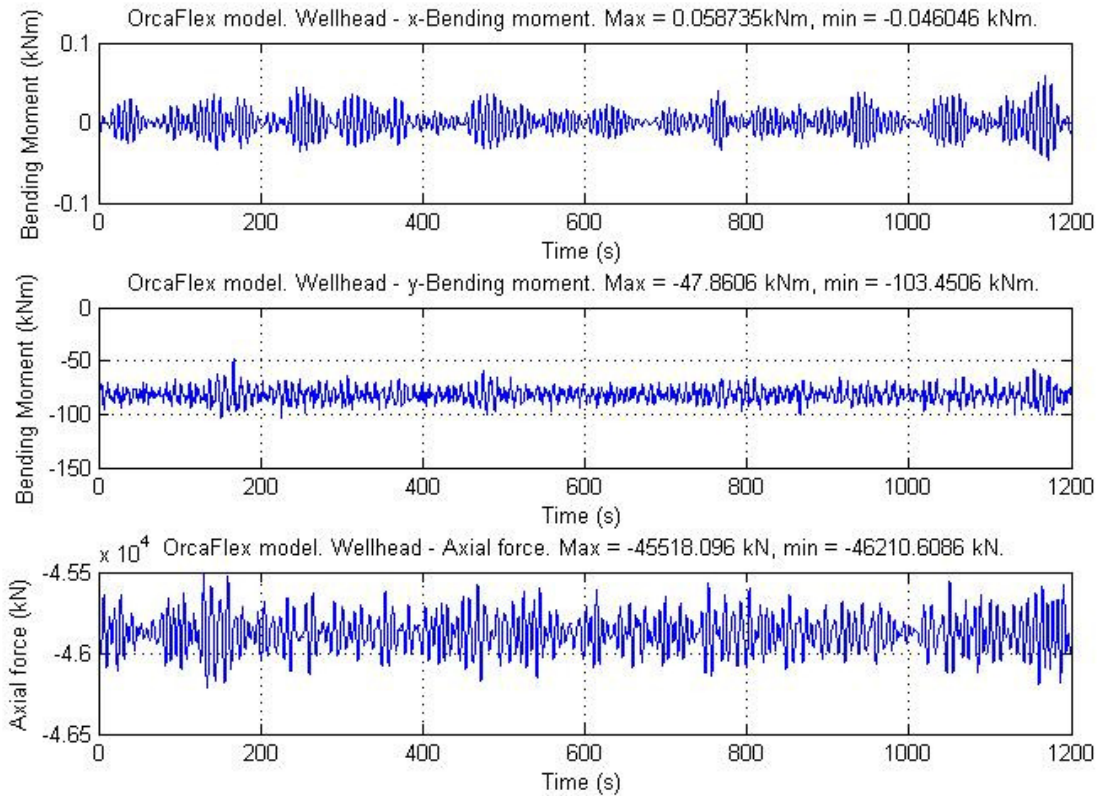 OrcaFlex model. Wellhead - x-Bending moment. Max = 0.058735kNm, min = -0.046046 kNm.
Bending Moment (kNm)
0.1
0
-0.1
0 200 400 600 800 1000 1200
Time (s)
OrcaFlex model. Wellhead - y-Bending moment. Max = -47.8606 kNm, min = -103.4506 kNm.
Bending Moment (kNm)
0
-50
-100
-150
0 200 400 600 800 1000 1200
Time (s)
x 10^4 OrcaFlex model. Wellhead - Axial force. Max = -45518.096 kN, min = -46210.6086 kN.
Axial force (kN)
-4.55
-4.6
-4.65
0 200 400 600 800 1000 1200
Time (s)